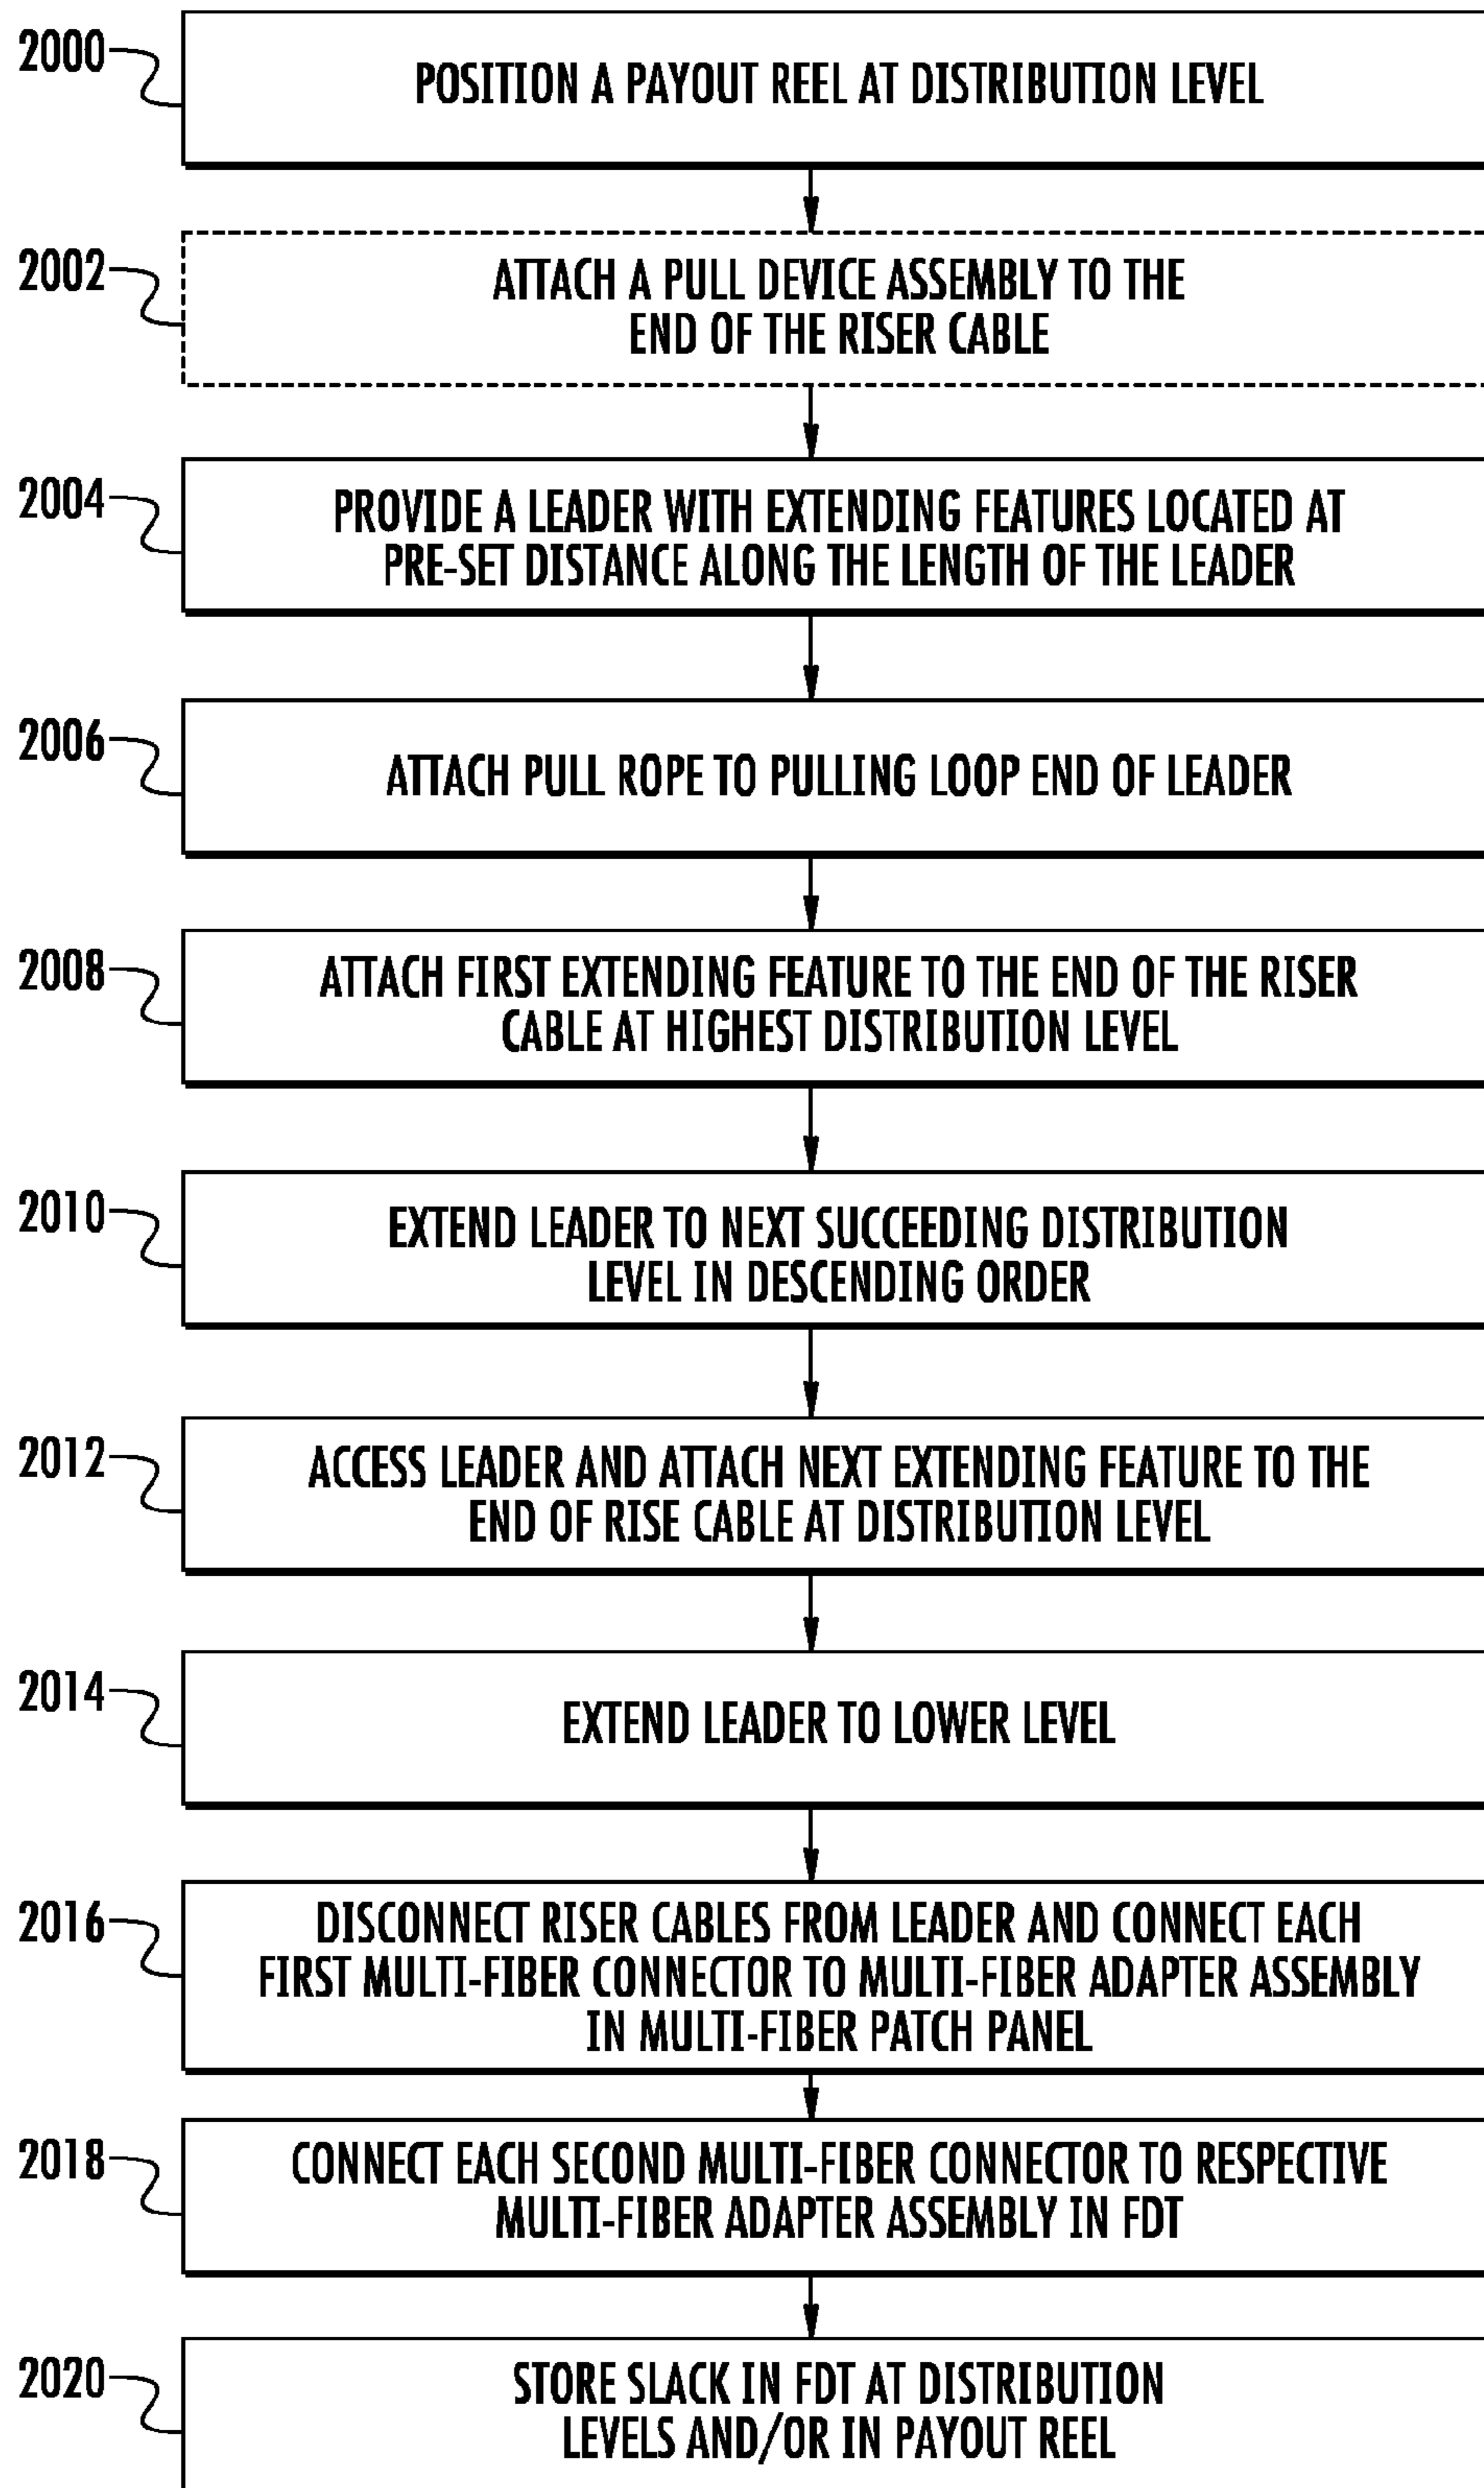 2000
POSITION A PAYOUT REEL AT DISTRIBUTION LEVEL
2002
ATTACH A PULL DEVICE ASSEMBLY TO THE
END OF THE RISER CABLE
2004
PROVIDE A LEADER WITH EXTENDING FEATURES LOCATED AT
PRE-SET DISTANCE ALONG THE LENGTH OF THE LEADER
2006
ATTACH PULL ROPE TO PULLING LOOP END OF LEADER
2008
ATTACH FIRST EXTENDING FEATURE TO THE END OF THE RISER
CABLE AT HIGHEST DISTRIBUTION LEVEL
2010
EXTEND LEADER TO NEXT SUCCEEDING DISTRIBUTION
LEVEL IN DESCENDING ORDER
2012
ACCESS LEADER AND ATTACH NEXT EXTENDING FEATURE TO THE
END OF RISE CABLE AT DISTRIBUTION LEVEL
2014
EXTEND LEADER TO LOWER LEVEL
2016
DISCONNECT RISER CABLES FROM LEADER AND CONNECT EACH
FIRST MULTI-FIBER CONNECTOR TO MULTI-FIBER ADAPTER ASSEMBLY
IN MULTI-FIBER PATCH PANEL
2018
CONNECT EACH SECOND MULTI-FIBER CONNECTOR TO RESPECTIVE
MULTI-FIBER ADAPTER ASSEMBLY IN FDT
2020
STORE SLACK IN FDT AT DISTRIBUTION
LEVELS AND/OR IN PAYOUT REEL